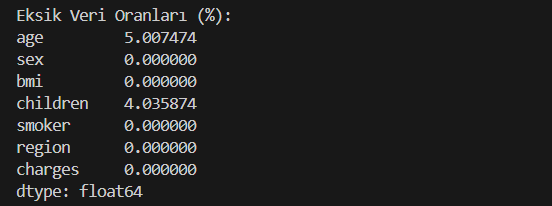 Eksik Veri Oranları (%):
age 5.007474
sex 0.000000
bmi 0.000000
children 4.035874
smoker 0.000000
region 0.000000
charges 0.000000
dtype: float64